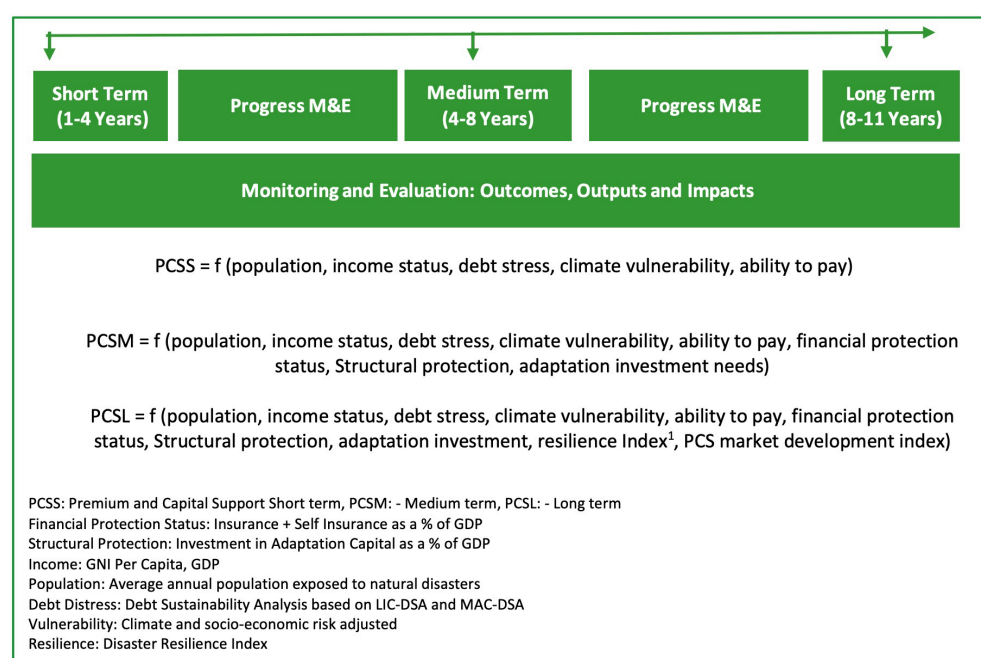 Short Term
(1-4 Years)
Progress M&E
Medium Term
(4-8 Years)
Progress M&E
Long Term
(8-11 Years)
Monitoring and Evaluation: Outcomes, Outputs and Impacts
PCSS = f (population, income status, debt stress, climate vulnerability, ability to pay)
PCSM = f (population, income status, debt stress, climate vulnerability, ability to pay, financial protection
status, Structural protection, adaptation investment needs)
PCSL = f (population, income status, debt stress, climate vulnerability, ability to pay, financial protection
status, Structural protection, adaptation investment, resilience Index¹, PCS market development index)
PCSS: Premium and Capital Support Short term, PCSM: - Medium term, PCSL: - Long term
Financial Protection Status: Insurance + Self Insurance as a % of GDP
Structural Protection: Investment in Adaptation Capital as a % of GDP
Income: GNI Per Capita, GDP
Population: Average annual population exposed to natural disasters
Debt Distress: Debt Sustainability Analysis based on LIC-DSA and MAC-DSA
Vulnerability: Climate and socio-economic risk adjusted
Resilience: Disaster Resilience Index